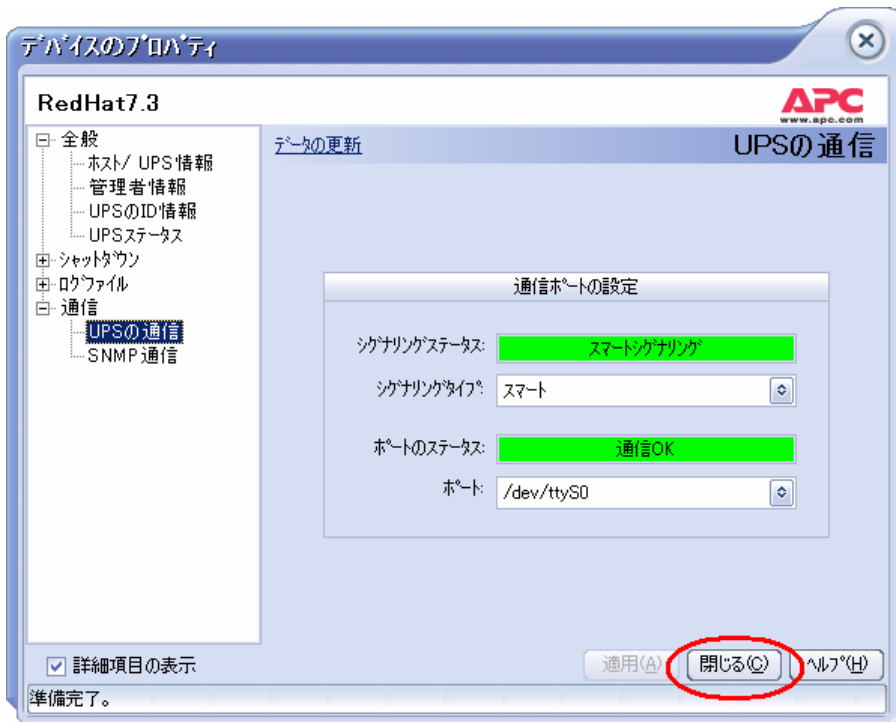 ﾃﾞﾊﾞｲｽのﾌﾟﾛﾊﾟﾃｨ
RedHat7.3
APC
www.apc.com
全般
ﾎｽﾄ/ UPS情報
管理者情報
UPSのID情報
UPSｽﾃｰﾀｽ
ｼｬｯﾄﾀﾞｳﾝ
ﾛｸﾞﾌｧｲﾙ
通信
UPSの通信
SNMP通信
ﾃﾞｰﾀの更新
UPSの通信
通信ﾎﾟｰﾄの設定
ｼｸﾞﾅﾘﾝｸﾞｽﾃｰﾀｽ:
ｽﾏｰﾄｼｸﾞﾅﾘﾝｸﾞ
ｼｸﾞﾅﾘﾝｸﾞﾀｲﾌﾟ:
ｽﾏｰﾄ
ﾎﾟｰﾄのｽﾃｰﾀｽ:
通信OK
ﾎﾟｰﾄ:
/dev/ttyS0
詳細項目の表示
適用(A)
閉じる(C)
ﾍﾙﾌﾟ(H)
準備完了。